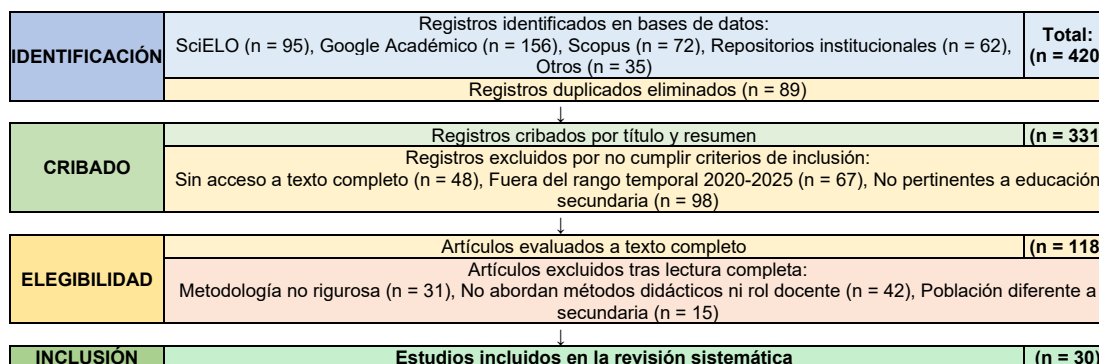 IDENTIFICACIÓN
Registros identificados en bases de datos:
SciELO (n = 95), Google Académico (n = 156), Scopus (n = 72), Repositorios institucionales (n = 62),
Otros (n = 35)
Total:
(n = 420
Registros duplicados eliminados (n = 89)
↓
CRIBADO
Registros cribados por título y resumen
(n = 331
Registros excluidos por no cumplir criterios de inclusión:
Sin acceso a texto completo (n = 48), Fuera del rango temporal 2020-2025 (n = 67), No pertinentes a educación
secundaria (n = 98)
↓
ELEGIBILIDAD
Artículos evaluados a texto completo
(n = 118
Artículos excluidos tras lectura completa:
Metodología no rigurosa (n = 31), No abordan métodos didácticos ni rol docente (n = 42), Población diferente a
secundaria (n = 15)
↓
INCLUSIÓN
Estudios incluidos en la revisión sistemática
(n = 30)